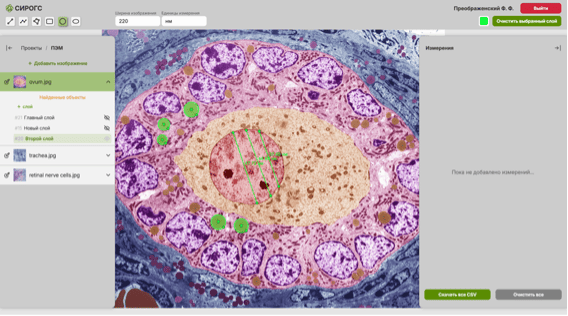 СИРОГС
Преображенский Ф. Ф.
Выйти
Ширина изображения
220
Единицы измерения
нм
Очистить выбранный слой
Проекты / ПЭМ
Измерения
+ Добавить изображение
ovum.jpg
Найденные объекты
+ слой
Главный слой
Новый слой
Второй слой
trachea.jpg
retinal nerve cells.jpg
Пока не добавлено измерений...
Скачать все CSV
Очистить все